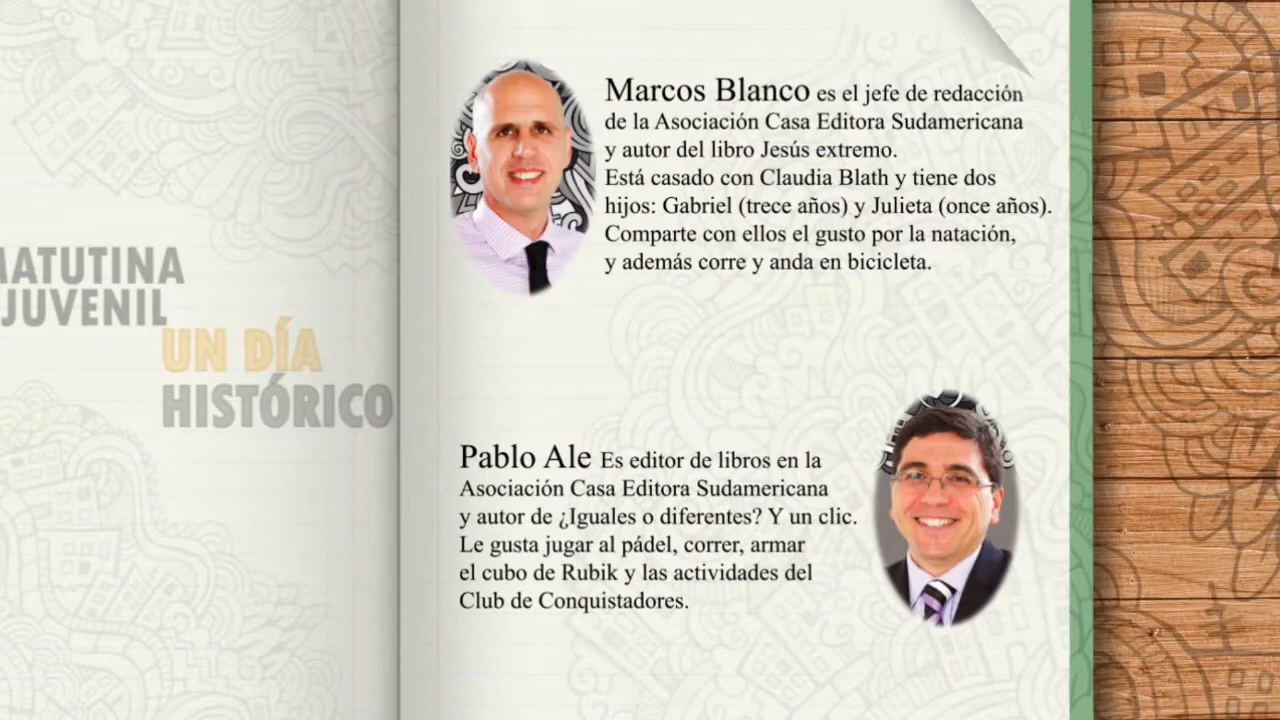 MATUTINA
JUVENIL
UN DÍA
HISTÓRICO
Marcos Blanco es el jefe de redacción
de la Asociación Casa Editora Sudamericana
y autor del libro Jesús extremo.
Está casado con Claudia Blath y tiene dos
hijos: Gabriel (trece años) y Julieta (once años).
Comparte con ellos el gusto por la natación,
y además corre y anda en bicicleta.
Pablo Ale Es editor de libros en la
Asociación Casa Editora Sudamericana
y autor de ¿Iguales o diferentes? Y un clic.
Le gusta jugar al pádel, correr, armar
el cubo de Rubik y las actividades del
Club de Conquistadores.